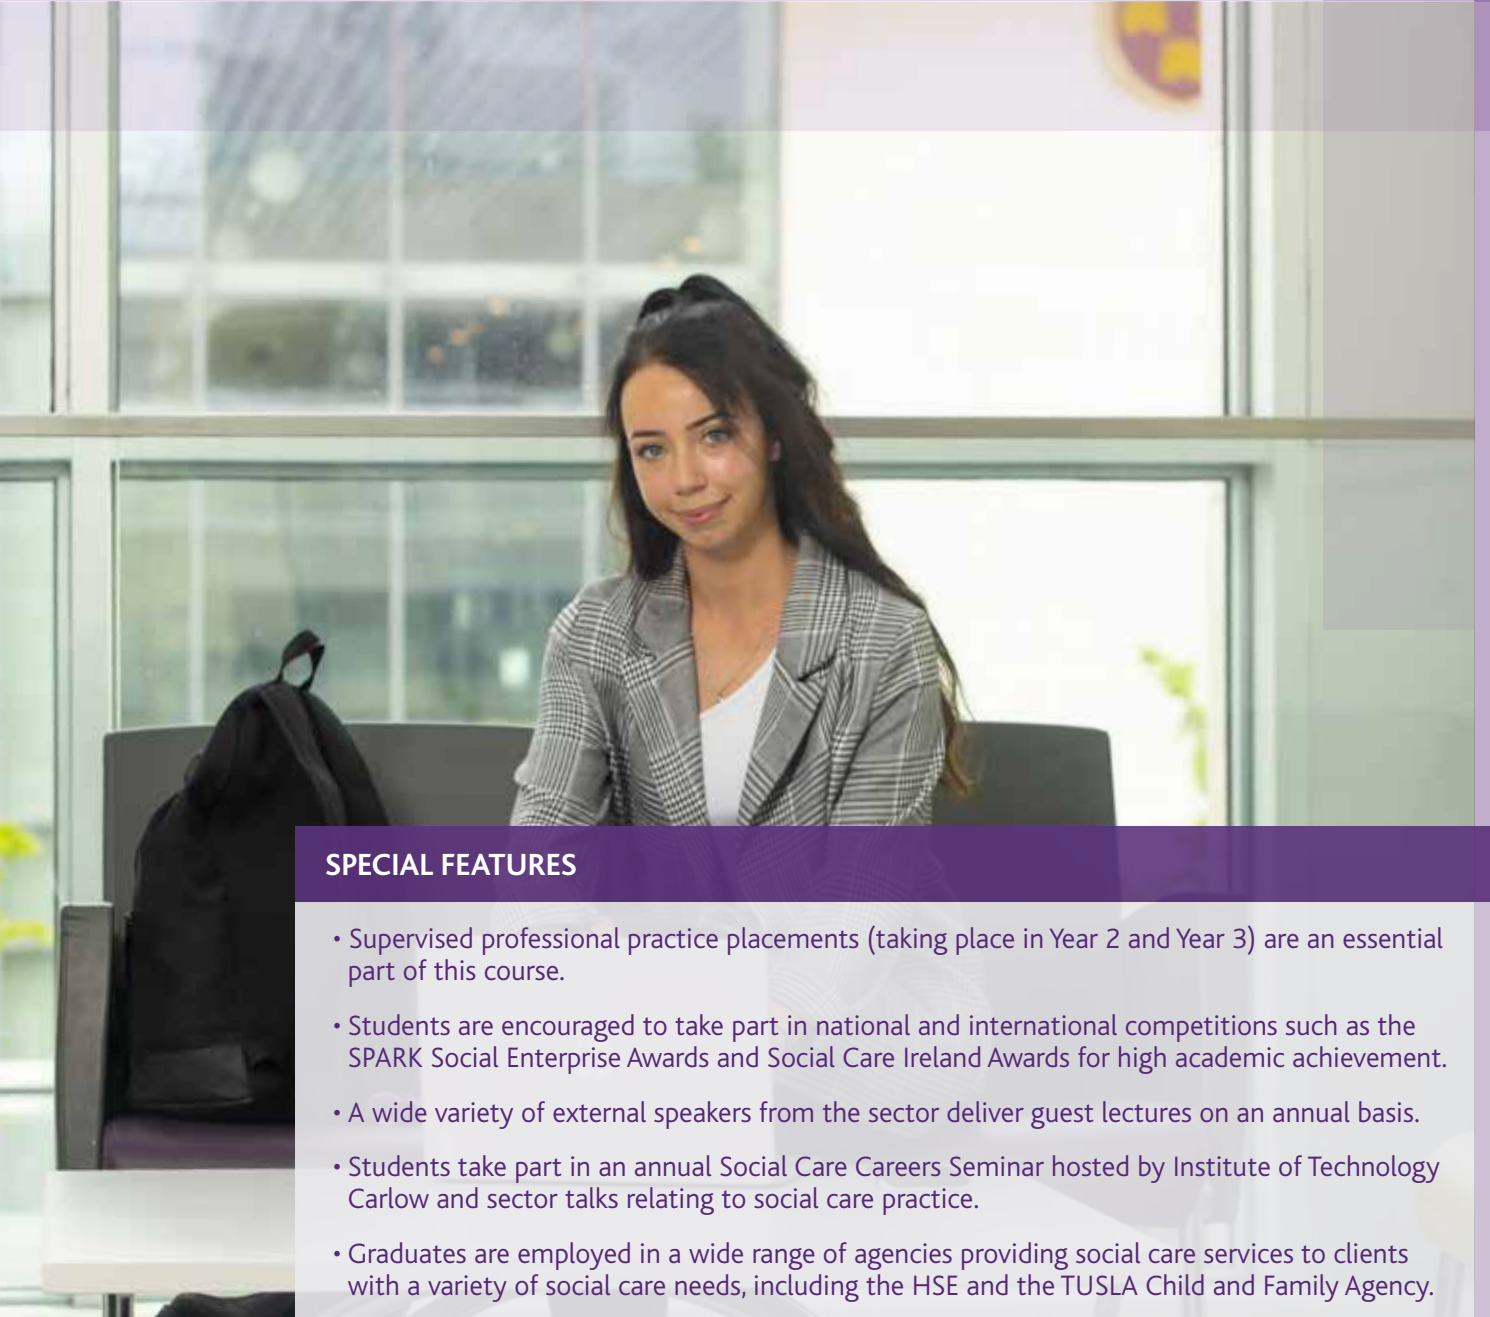 SPECIAL FEATURES
• Supervised professional practice placements (taking place in Year 2 and Year 3) are an essential
part of this course.
• Students are encouraged to take part in national and international competitions such as the
SPARK Social Enterprise Awards and Social Care Ireland Awards for high academic achievement.
• A wide variety of external speakers from the sector deliver guest lectures on an annual basis.
• Students take part in an annual Social Care Careers Seminar hosted by Institute of Technology
Carlow and sector talks relating to social care practice.
• Graduates are employed in a wide range of agencies providing social care services to clients
with a variety of social care needs, including the HSE and the TUSLA Child and Family Agency.